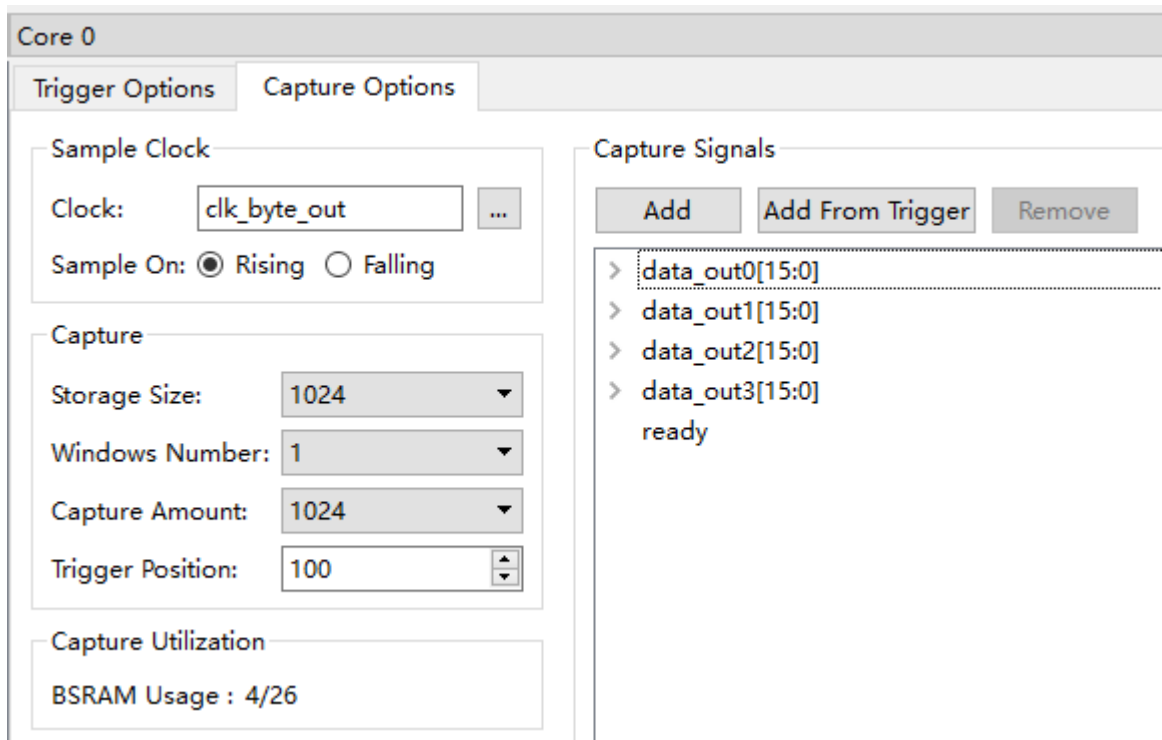 Core 0
Trigger Options
Capture Options
Sample Clock
Clock: clk_byte_out ...
Sample On: Rising Falling
Capture
Storage Size: 1024
Windows Number: 1
Capture Amount: 1024
Trigger Position: 100
Capture Utilization
BSRAM Usage : 4/26
Capture Signals
Add Add From Trigger Remove
data_out0[15:0]
data_out1[15:0]
data_out2[15:0]
data_out3[15:0]
ready